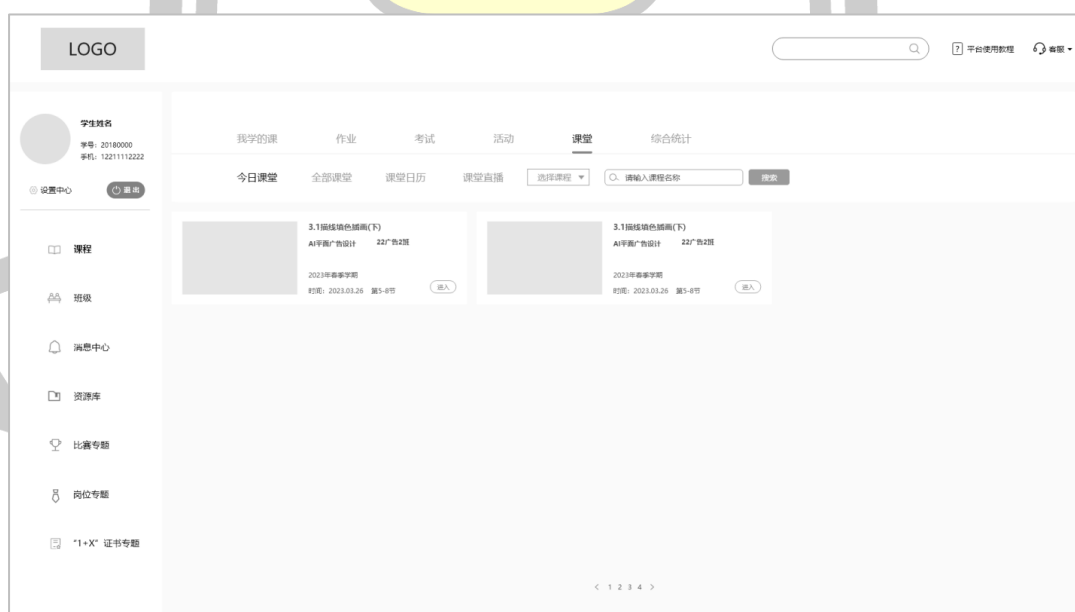 LOGO
? 平台使用教程 客服
学生姓名
学号: 20180000
手机: 12211112222
设置中心 退出
我学的课 作业 考试 活动 课堂 综合统计
今日课堂 全部课堂 课堂日历 课堂直播 选择课程 请输入课程名称 搜索
课程
班级
消息中心
资源库
比赛专题
岗位专题
“1+X” 证书专题
3.1描线填色插画(下)
AI平面广告设计 22广告2班
2023年春季学期
时间: 2023.03.26 第5-8节 进入
3.1描线填色插画(下)
AI平面广告设计 22广告2班
2023年春季学期
时间: 2023.03.26 第5-8节 进入
< 1 2 3 4 >